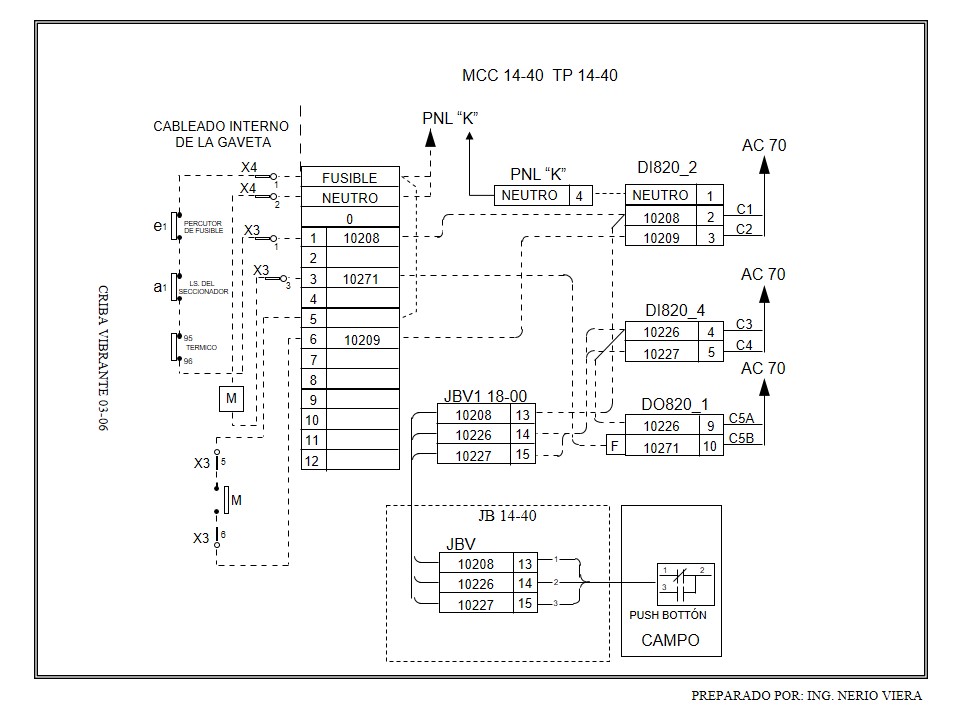 MCC 14-40 TP 14-40
CABLEADO INTERNO
DE LA GAVETA
PNL “K”
PNL “K”
NEUTRO 4
DI820_2
NEUTRO 1
10208 2
10209 3
C1
C2
AC 70
X4
1
X4
2
X3
1
X3
3
FUSIBLE
NEUTRO
0
1 10208
2
3 10271
4
5
6 10209
7
8
9
10
11
12
e1
PERCUTOR
DE FUSIBLE
a1
LS. DEL
SECCIONADOR
95
TERMICO
96
M
X3 5
M
X3 6
CRIBA VIBRANTE 03-06
AC 70
DI820_4
10226 4
10227 5
C3
C4
AC 70
DO820_1
10226 9
F 10271 10
C5A
C5B
JBV1 18-00
10208 13
10226 14
10227 15
JB 14-40
JBV
10208 13
10226 14
10227 15
1
2
3
1 2
3
PUSH BOTTÓN
CAMPO
PREPARADO POR: ING. NERIO VIERA